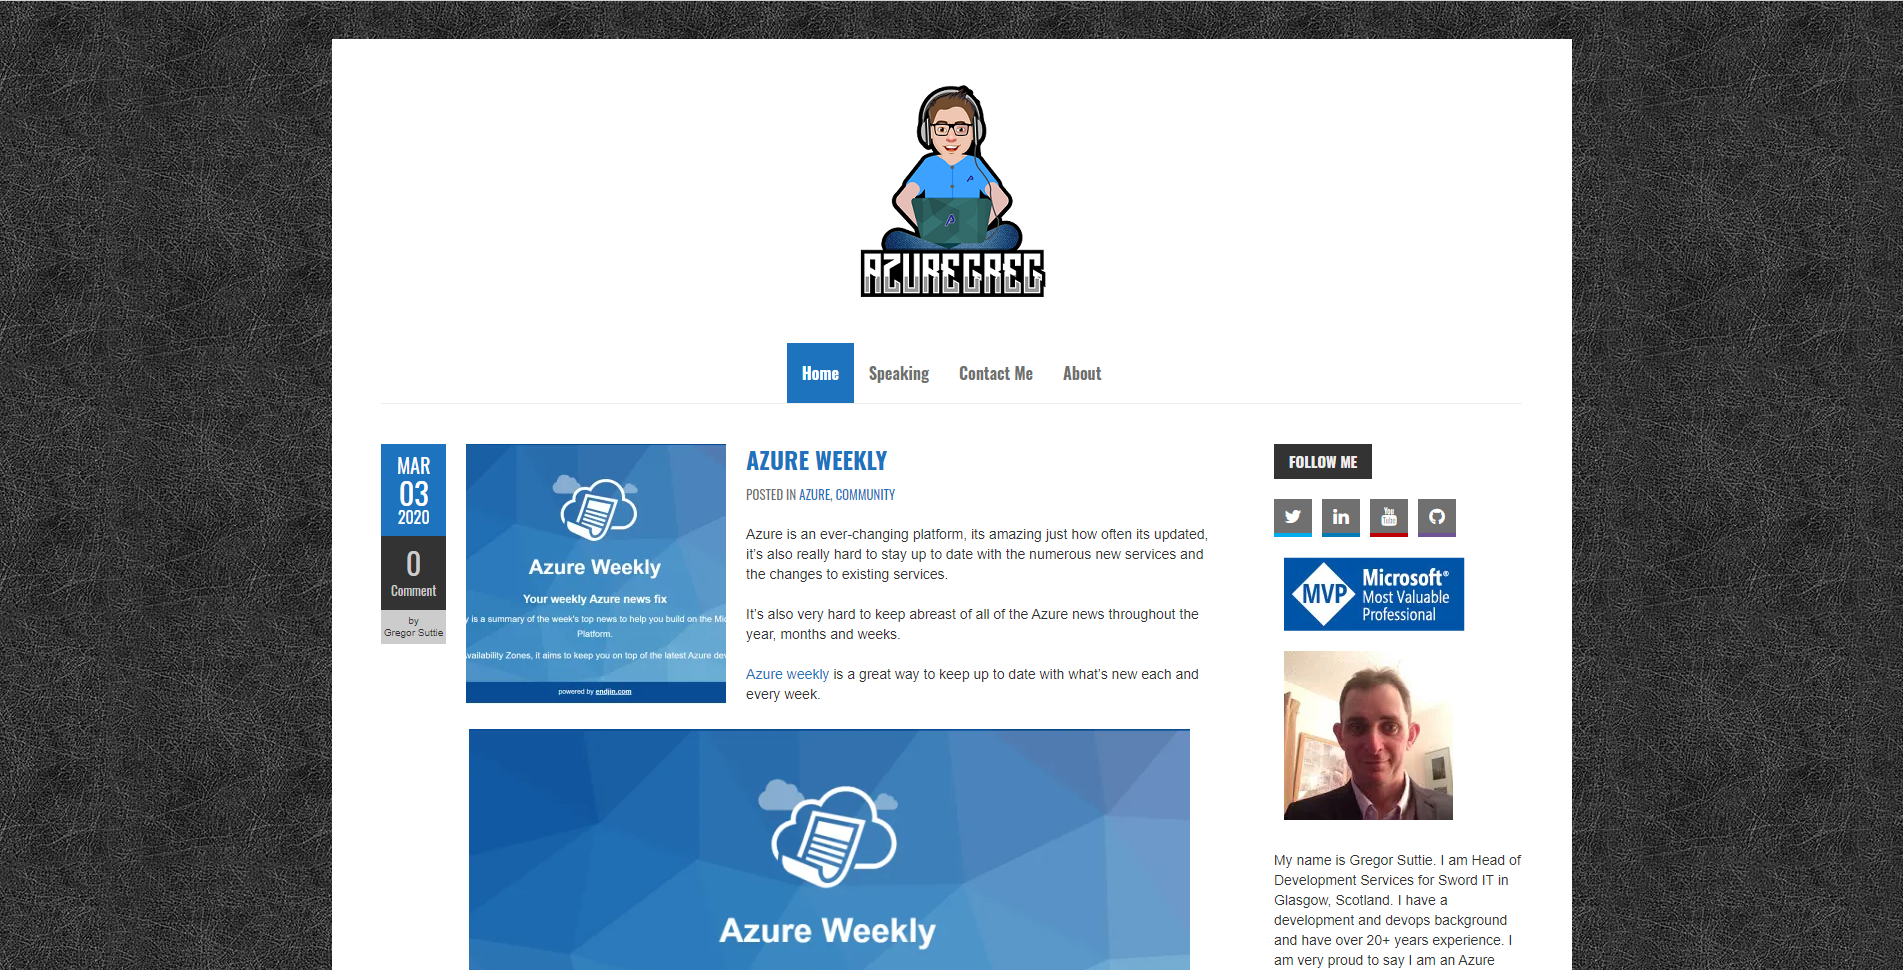 AZUREGREG
Home
Speaking
Contact Me
About
MAR
03
2020
0
Comment
by
Gregor Suttie
Azure Weekly
Your weekly Azure news fix
y is a summary of the week's top news to help you build on the Mic
Platform.
vailability Zones, it aims to keep you on top of the latest Azure dev
powered by endjin.com
AZURE WEEKLY
POSTED IN AZURE, COMMUNITY
Azure is an ever-changing platform, its amazing just how often its updated,
it's also really hard to stay up to date with the numerous new services and
the changes to existing services.
It's also very hard to keep abreast of all of the Azure news throughout the
year, months and weeks.
Azure weekly is a great way to keep up to date with what's new each and
every week.
Azure Weekly
FOLLOW ME
in
You
Tube
MVP
Microsoft®
Most Valuable
Professional
My name is Gregor Suttie. I am Head of
Development Services for Sword IT in
Glasgow, Scotland. I have a
development and devops background
and have over 20+ years experience. I
am very proud to say I am an Azure